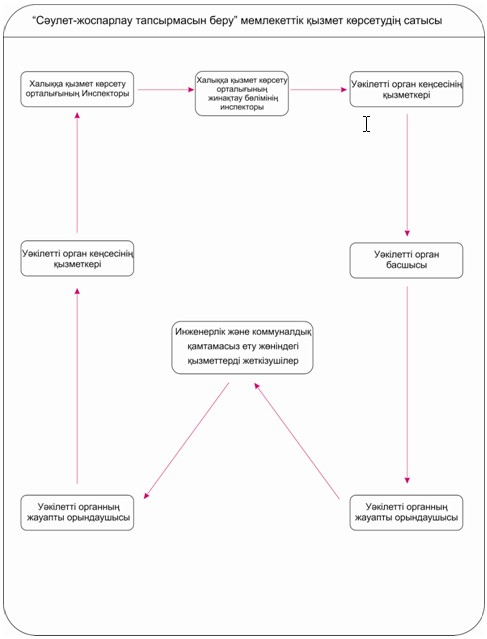 “Сәулет-жоспарлау тапсырмасын беру” мемлекеттік қызмет көрсетудің сатысы
Халыққа қызмет көрсету
орталығының Инспекторы
Халыққа қызмет көрсету
орталығының
жинақтау бөлімінің
инспекторы
Уәкілетті орган кеңсесінің
қызметкері
Уәкілетті орган кеңсесінің
қызметкері
Уәкілетті орган
басшысы
Инженерлік және коммуналдық
қамтамасыз ету жөніндегі
қызметтерді жеткізушілер
Уәкілетті органның
жауапты орындаушысы
Уәкілетті органның
жауапты орындаушысы